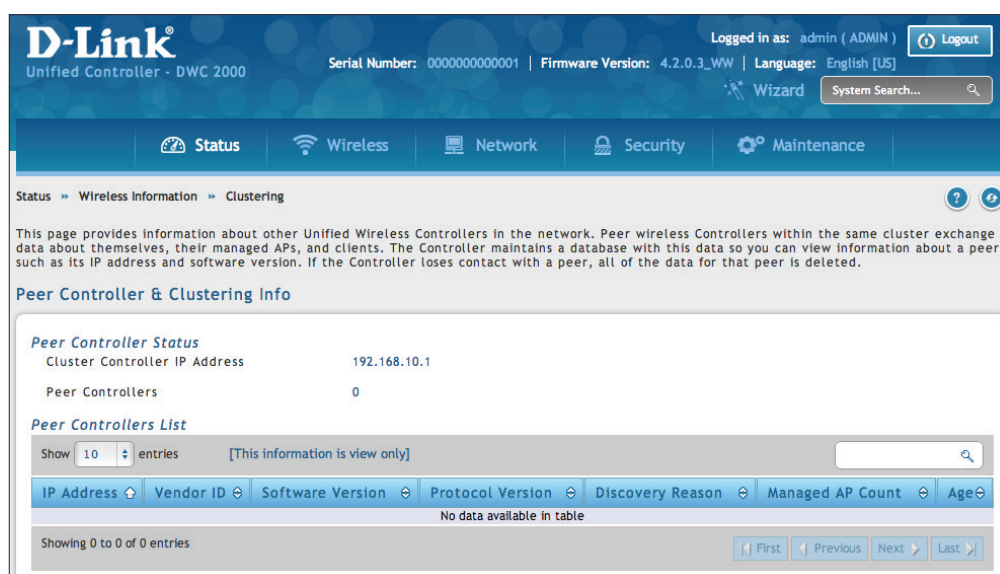 D-Link®
Unified Controller - DWC 2000
Logged in as: admin ( ADMIN ) Logout
Serial Number: 0000000000001 | Firmware Version: 4.2.0.3_WW | Language: English [US]
Wizard System Search...
Status Wireless Network Security Maintenance
Status » Wireless Information » Clustering
This page provides information about other Unified Wireless Controllers in the network. Peer wireless Controllers within the same cluster exchange
data about themselves, their managed APs, and clients. The Controller maintains a database with this data so you can view information about a peer
such as its IP address and software version. If the Controller loses contact with a peer, all of the data for that peer is deleted.
Peer Controller & Clustering Info
Peer Controller Status
Cluster Controller IP Address 192.168.10.1
Peer Controllers 0
Peer Controllers List
Show 10 entries [This information is view only]
IP Address Vendor ID Software Version Protocol Version Discovery Reason Managed AP Count Age
No data available in table
Showing 0 to 0 of 0 entries First Previous Next Last